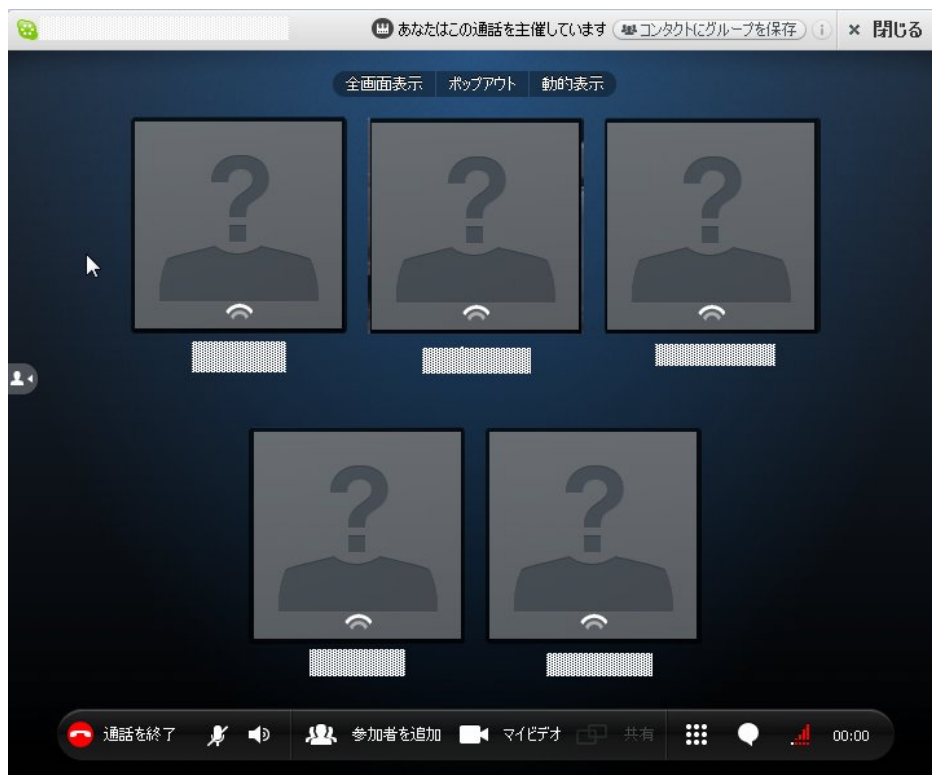 あなたはこの通話を主催しています コンタクトにグループを保存 i × 閉じる
全画面表示 ポップアウト 動的表示
通話を終了 参加者を追加 マイビデオ 共有 00:00